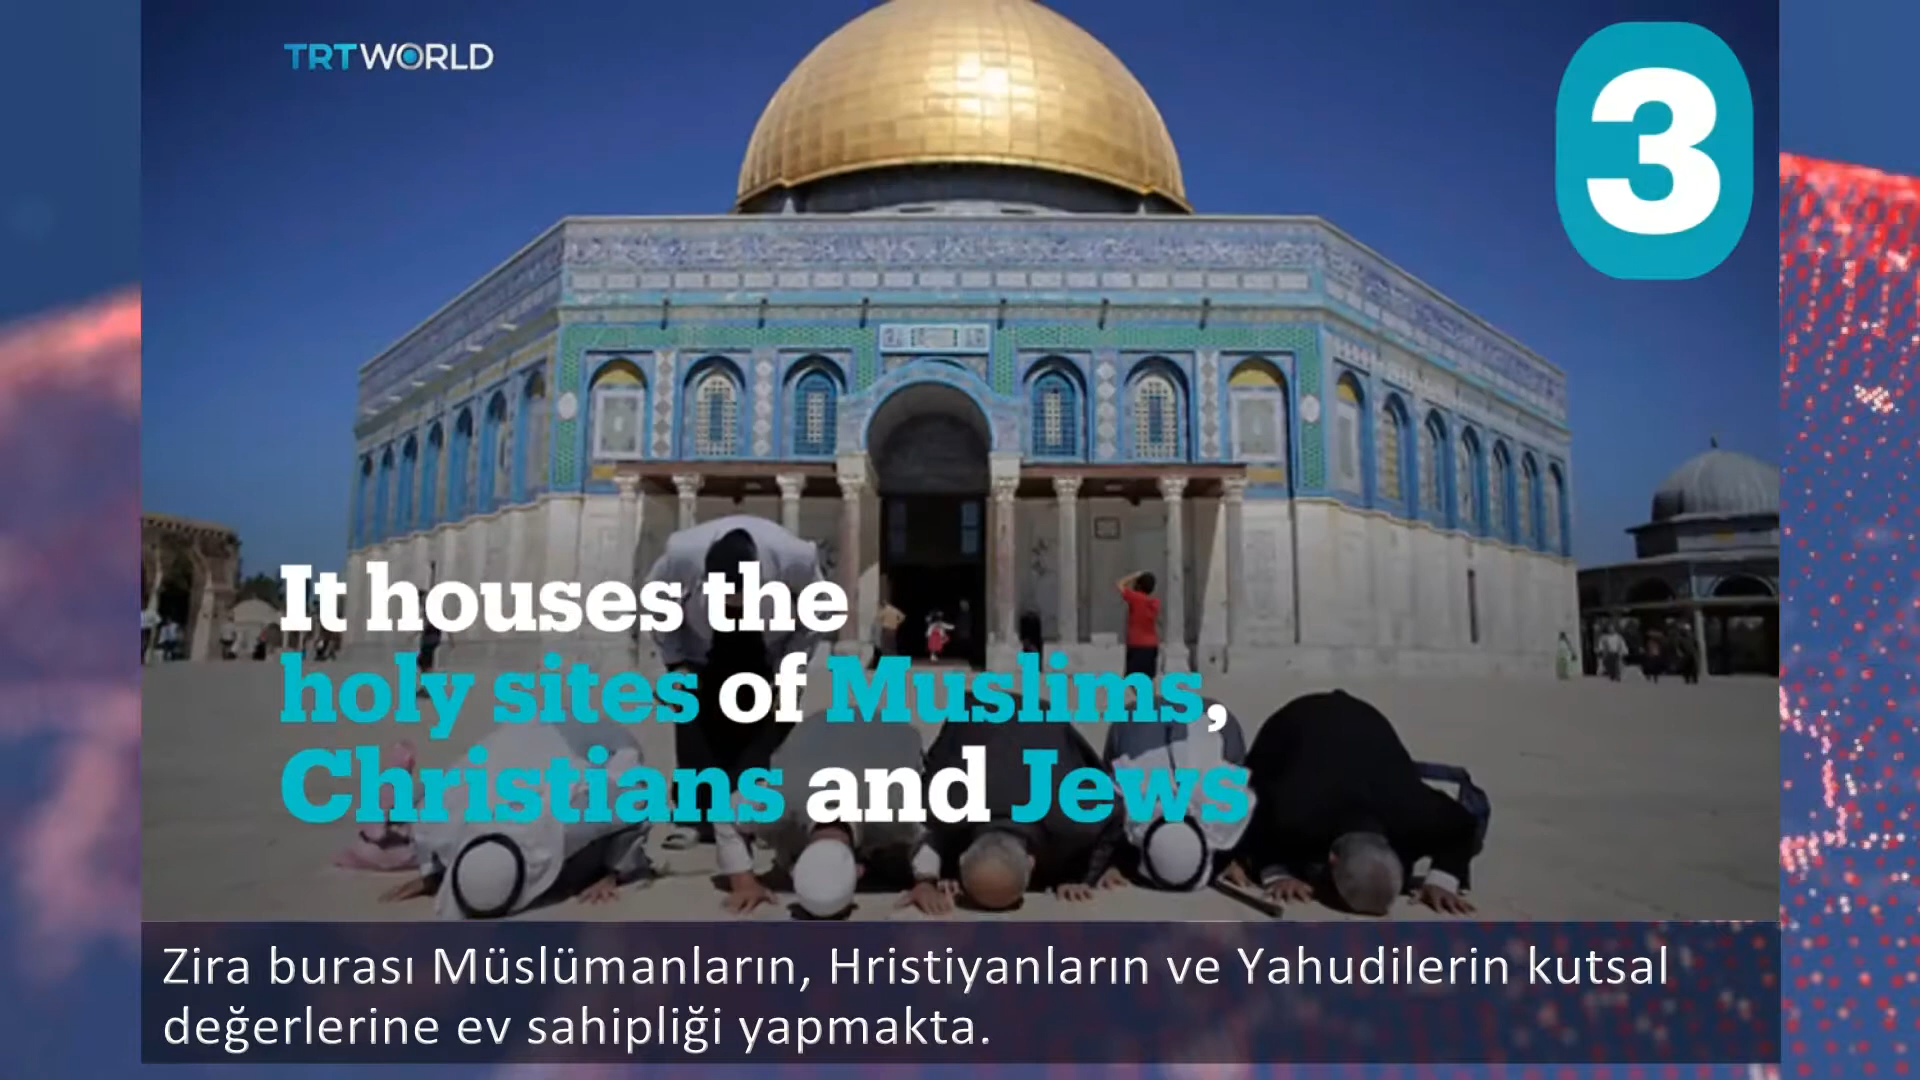 TRTWORLD
3
It houses the
holy sites of Muslims,
Christians and Jews
Zira burası Müslümanların, Hristiyanların ve Yahudilerin kutsal
değerlerine ev sahipliği yapmakta.